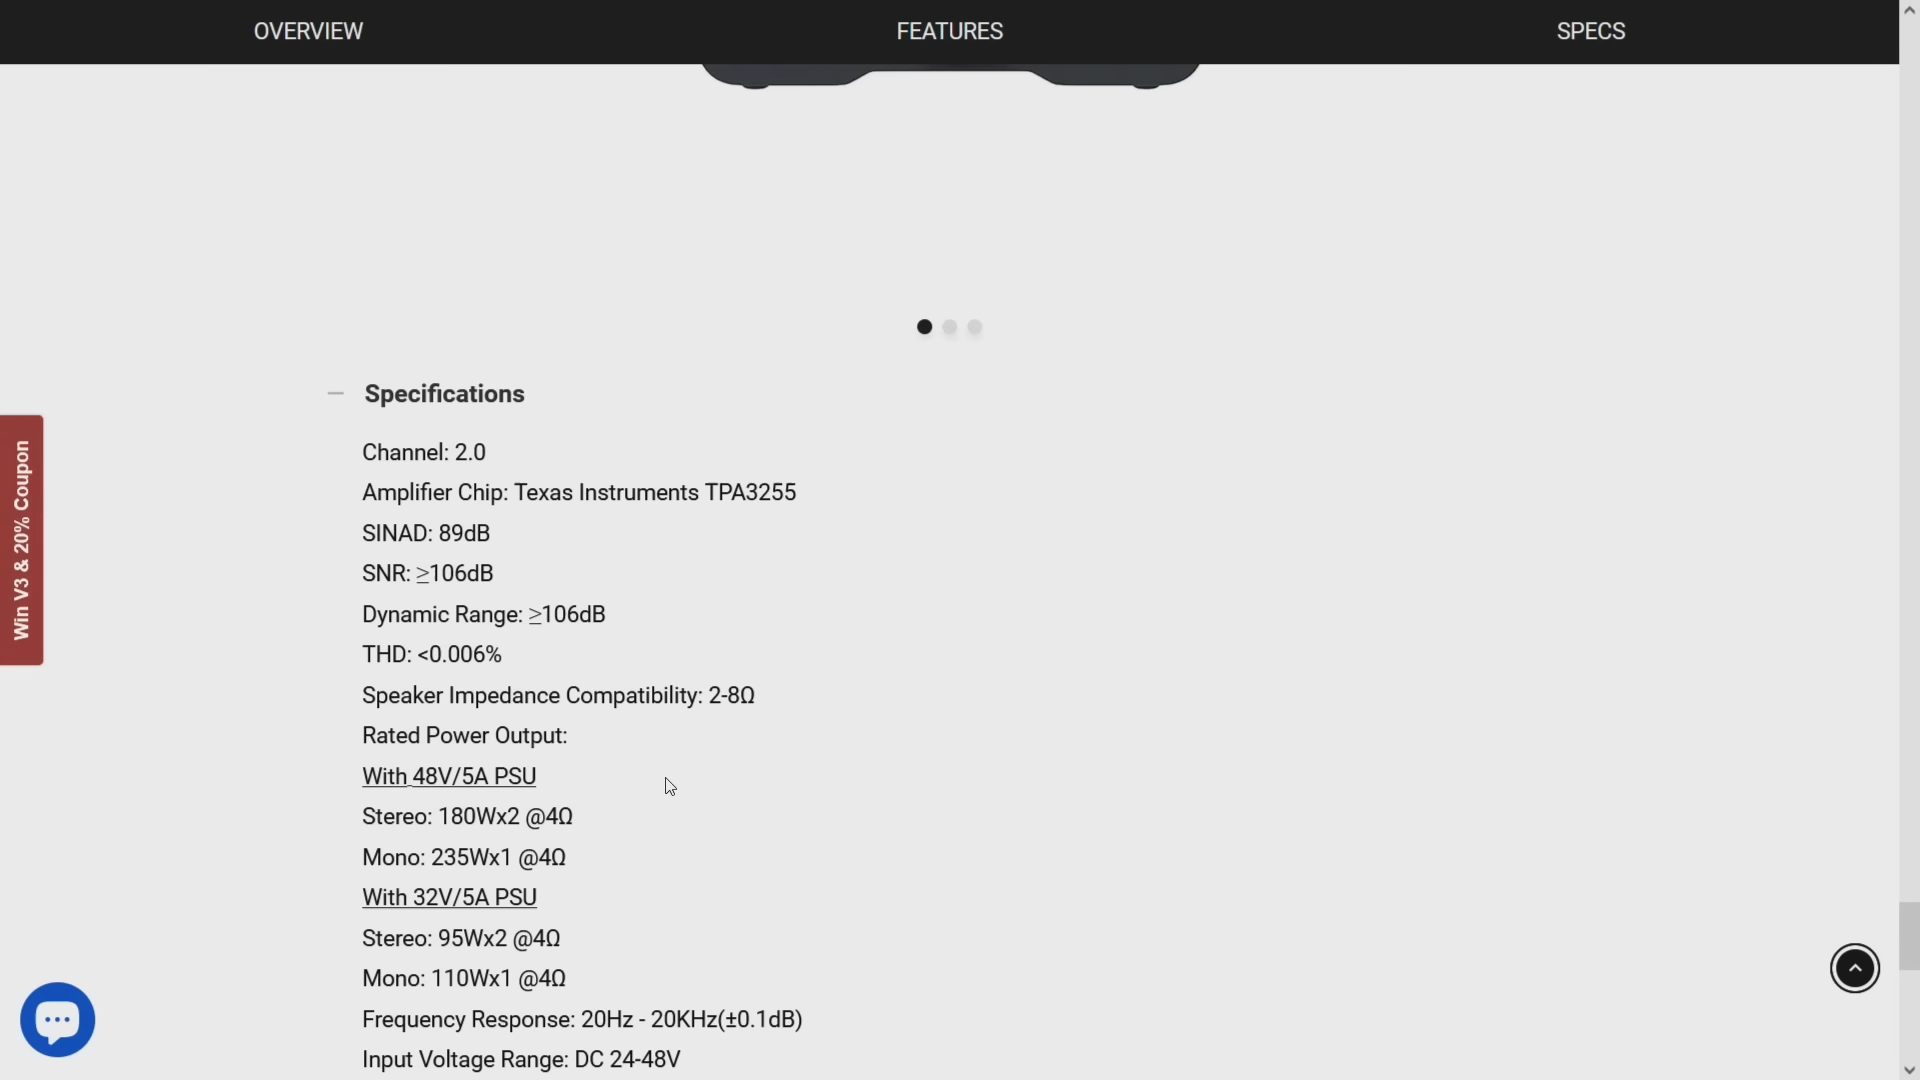 OVERVIEW
FEATURES
SPECS
Specifications
Channel: 2.0
Amplifier Chip: Texas Instruments TPA3255
SINAD: 89dB
SNR: ≥106dB
Dynamic Range: ≥106dB
THD: <0.006%
Speaker Impedance Compatibility: 2-8Ω
Rated Power Output:
With 48V/5A PSU
Stereo: 180Wx2 @4Ω
Mono: 235Wx1 @4Ω
With 32V/5A PSU
Stereo: 95Wx2 @4Ω
Mono: 110Wx1 @4Ω
Frequency Response: 20Hz - 20KHz(±0.1dB)
Input Voltage Range: DC 24-48V
Win V3 & 20% Coupon